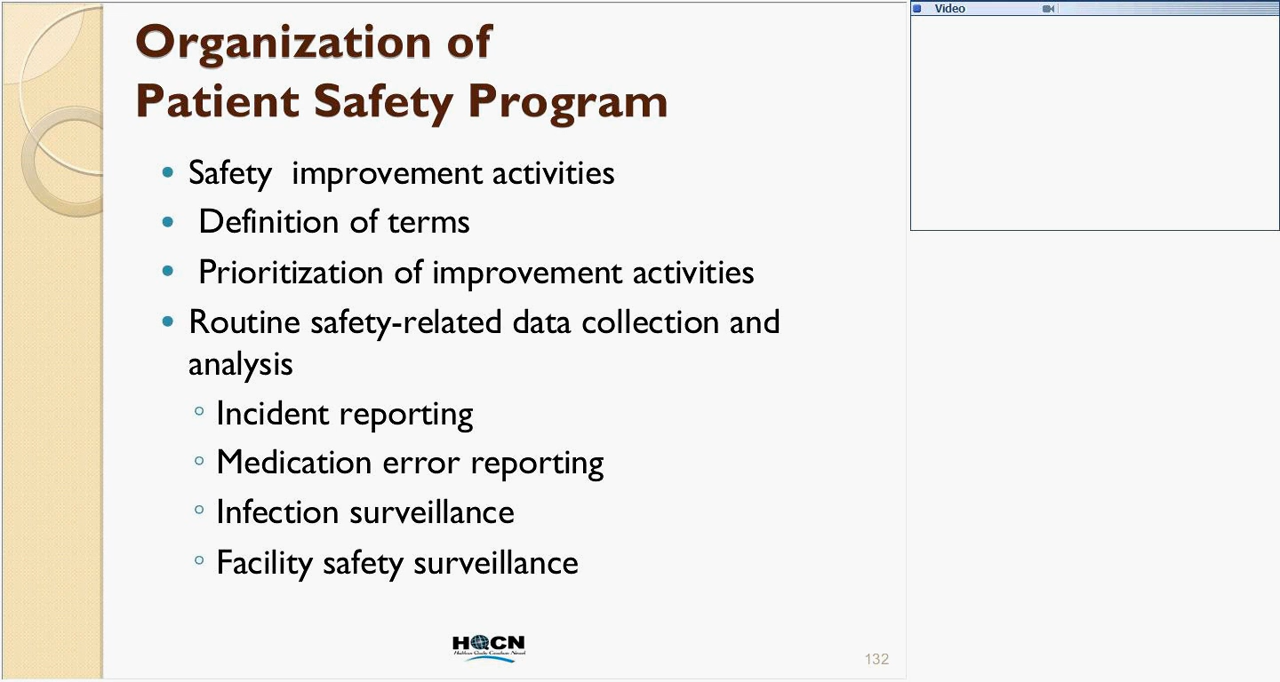 Organization of
Patient Safety Program
• Safety improvement activities
• Definition of terms
• Prioritization of improvement activities
• Routine safety-related data collection and
analysis
◦ Incident reporting
◦ Medication error reporting
◦ Infection surveillance
◦ Facility safety surveillance
HQCN
132
Video